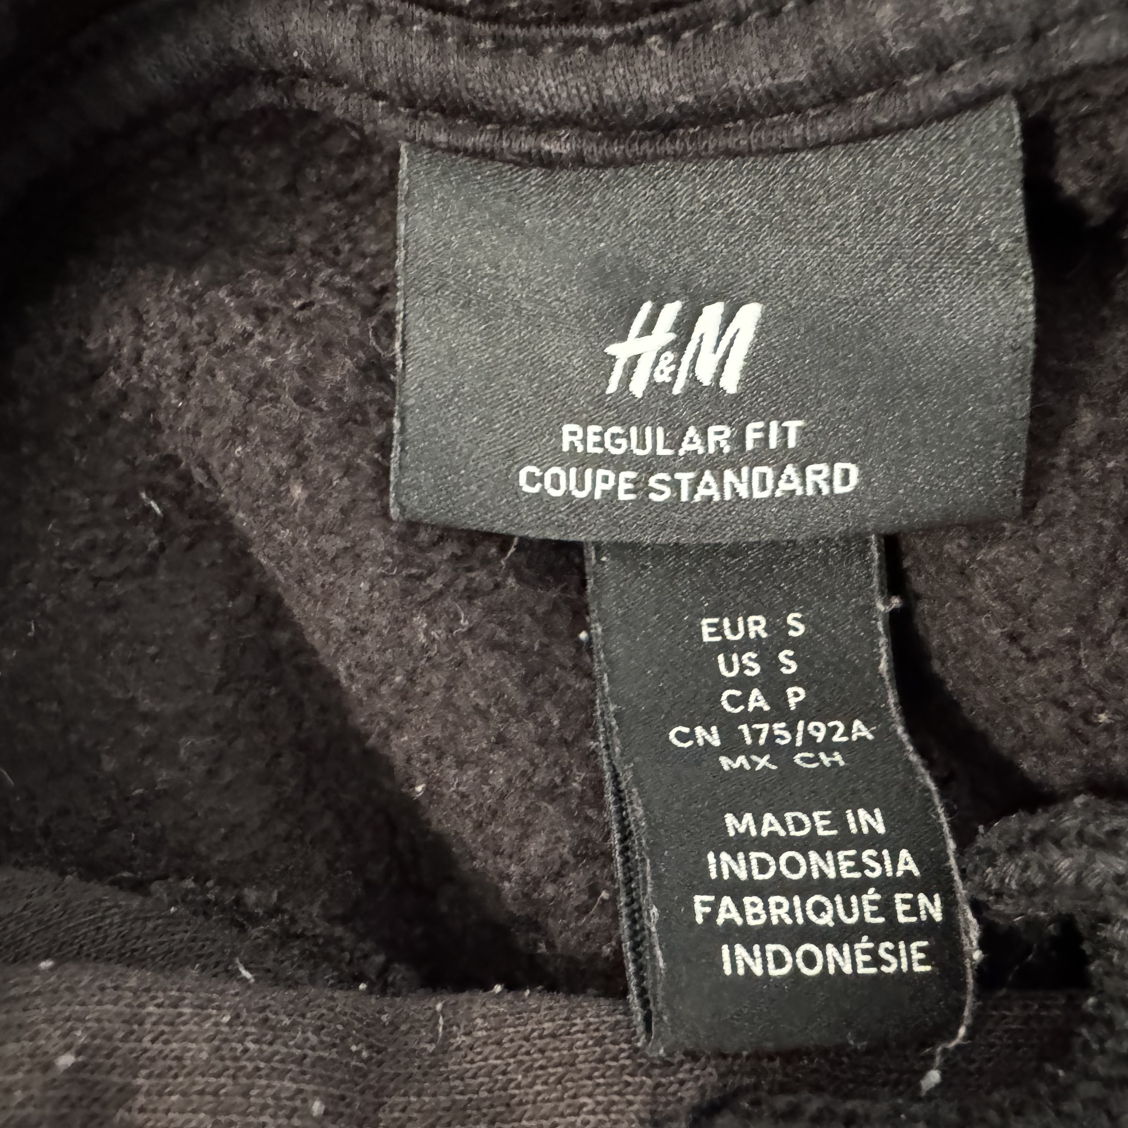 H&M
REGULAR FIT
COUPE STANDARD
EUR S
US S
CA P
CN 175/92A
MX CH
MADE IN
INDONESIA
FABRIQUÉ EN
INDONÉSIE